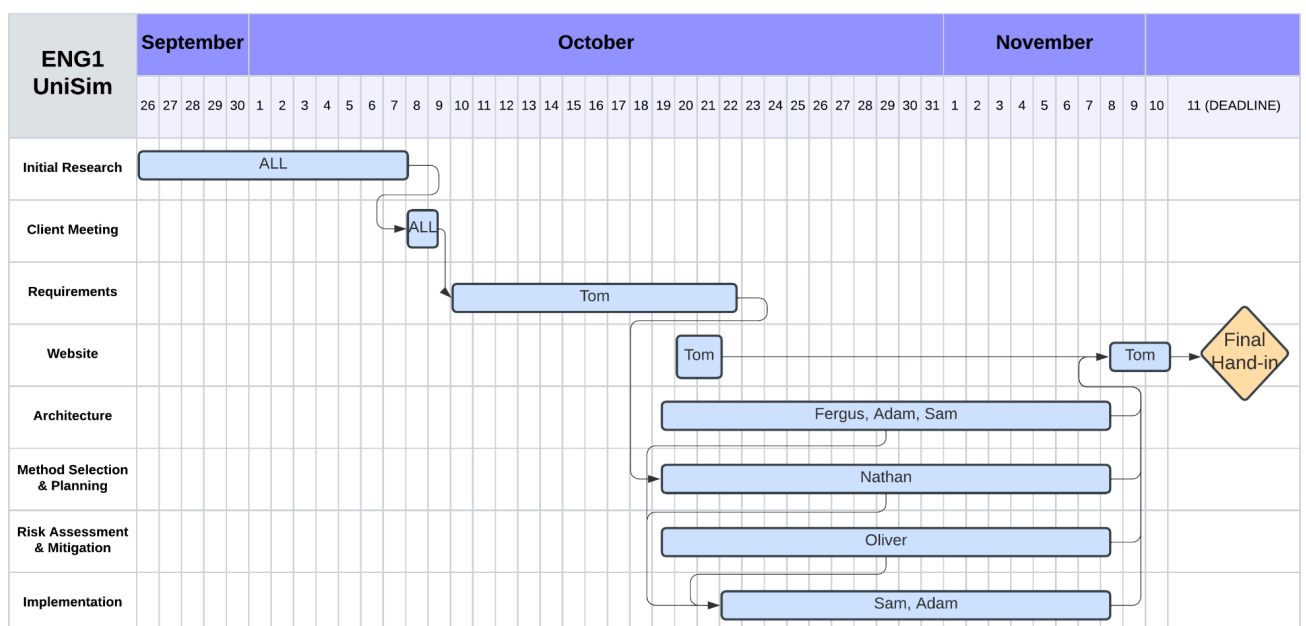 ENG1
UniSim
September October November
26 27 28 29 30 1 2 3 4 5 6 7 8 9 10 11 12 13 14 15 16 17 18 19 20 21 22 23 24 25 26 27 28 29 30 31 1 2 3 4 5 6 7 8 9 10 11 (DEADLINE)
Initial Research
ALL
Client Meeting
ALL
Requirements
Tom
Website
Tom
Tom
Final
Hand-in
Architecture
Fergus, Adam, Sam
Method Selection
& Planning
Nathan
Risk Assessment
& Mitigation
Oliver
Implementation
Sam, Adam